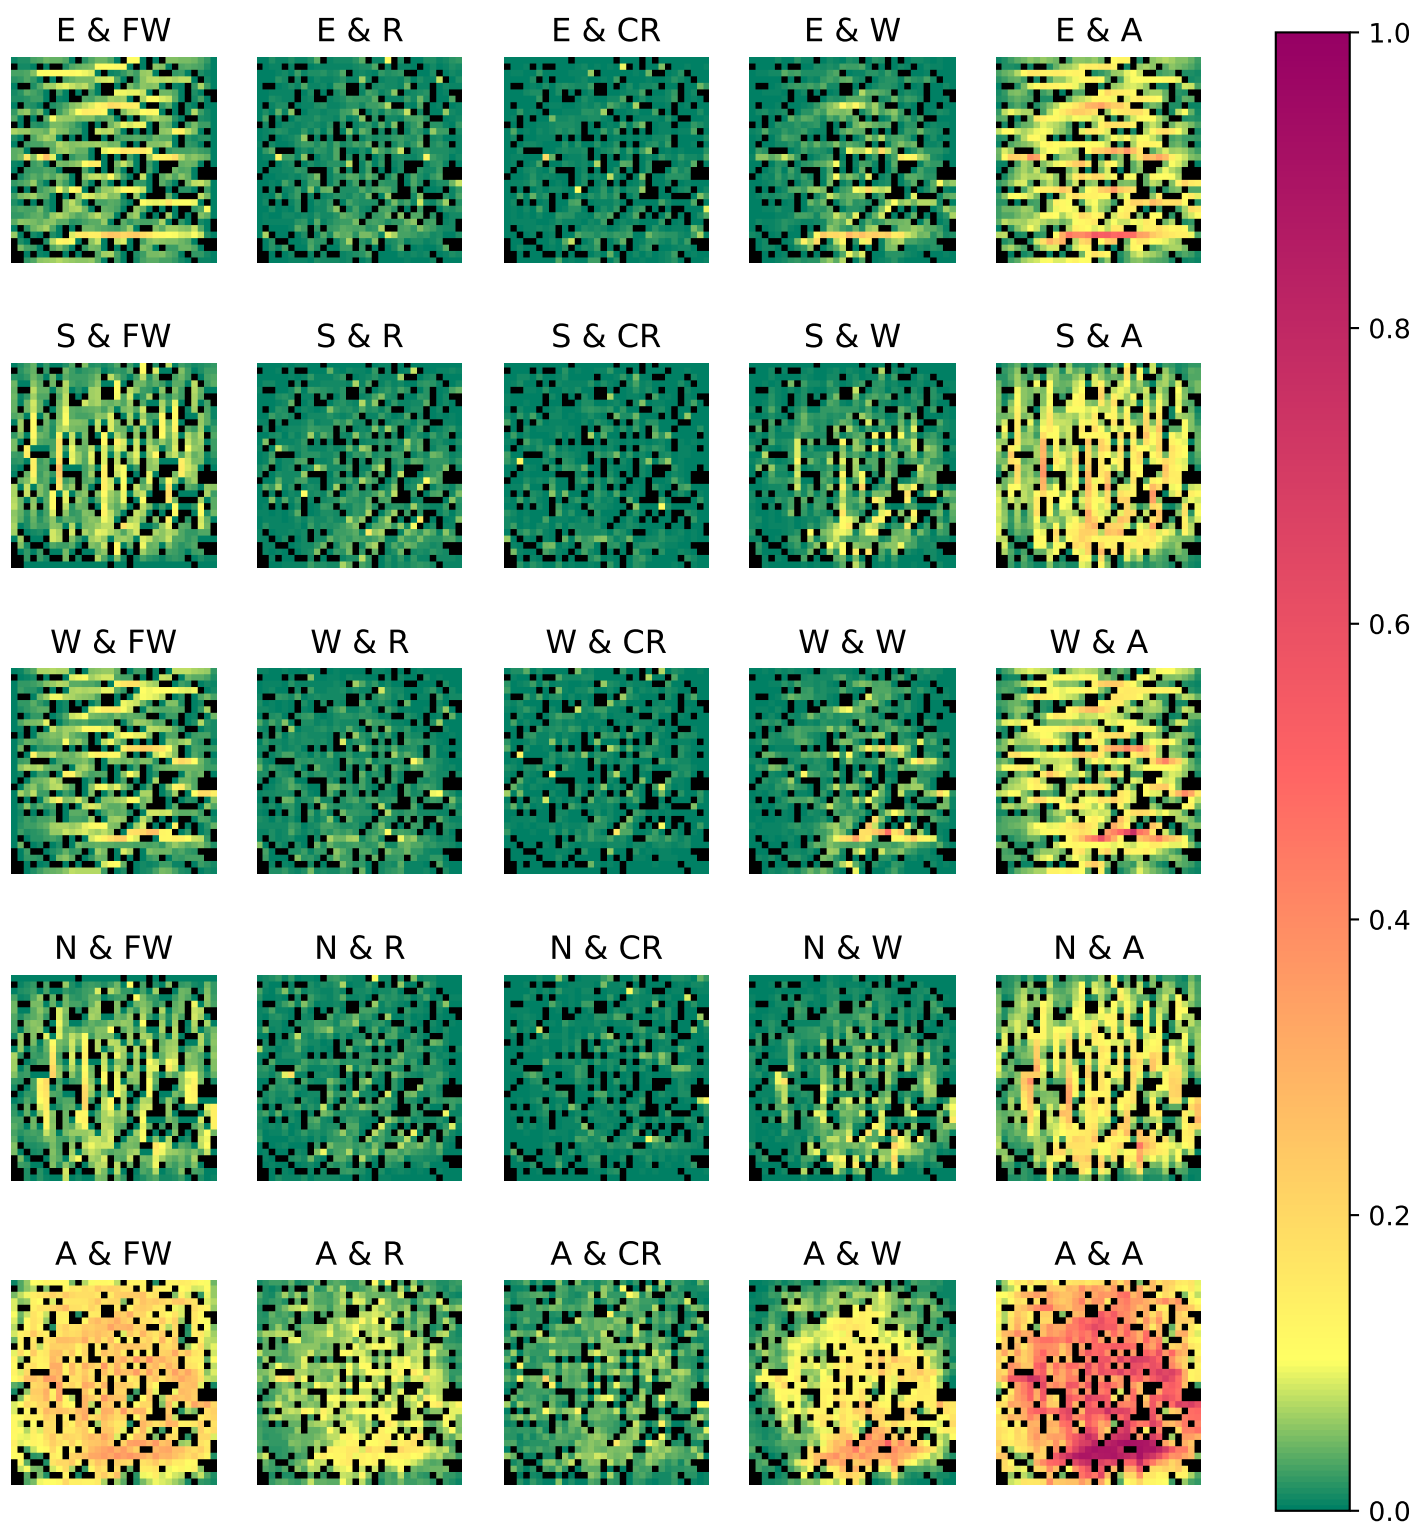 E & FW E & R E & CR E & W E & A
S & FW S & R S & CR S & W S & A
W & FW W & R W & CR W & W W & A
N & FW N & R N & CR N & W N & A
A & FW A & R A & CR A & W A & A
1.0
0.8
0.6
0.4
0.2
0.0